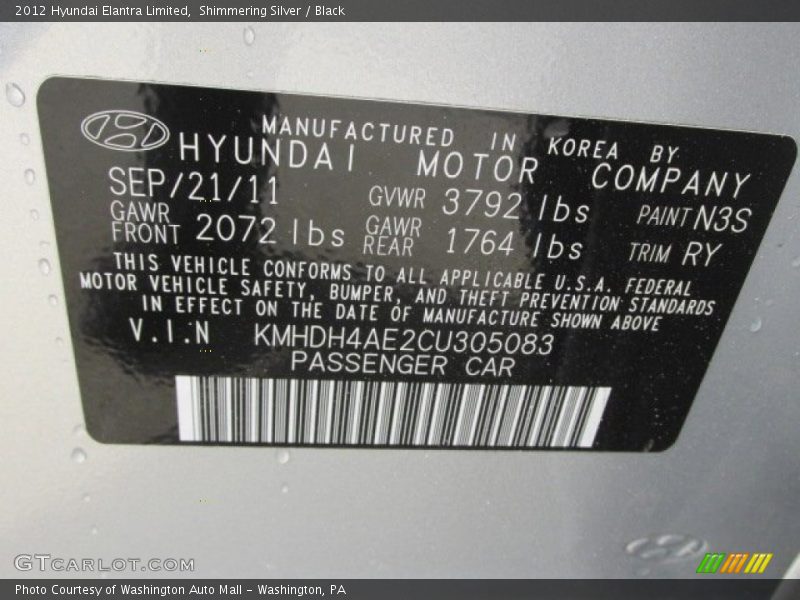 2012 Hyundai Elantra Limited,  Shimmering Silver / Black
MANUFACTURED IN KOREA BY
HYUNDAI MOTOR COMPANY
SEP/21/11 GVWR 3792 lbs PAINT N3S
GAWR FRONT 2072 lbs GAWR REAR 1764 lbs TRIM RY
THIS VEHICLE CONFORMS TO ALL APPLICABLE U.S.A. FEDERAL
MOTOR VEHICLE SAFETY, BUMPER, AND THEFT PREVENTION STANDARDS
IN EFFECT ON THE DATE OF MANUFACTURE SHOWN ABOVE
V.I.N KMHDH4AE2CU305083
PASSENGER CAR
GTCARLOT.COM
Photo Courtesy of Washington Auto Mall - Washington, PA